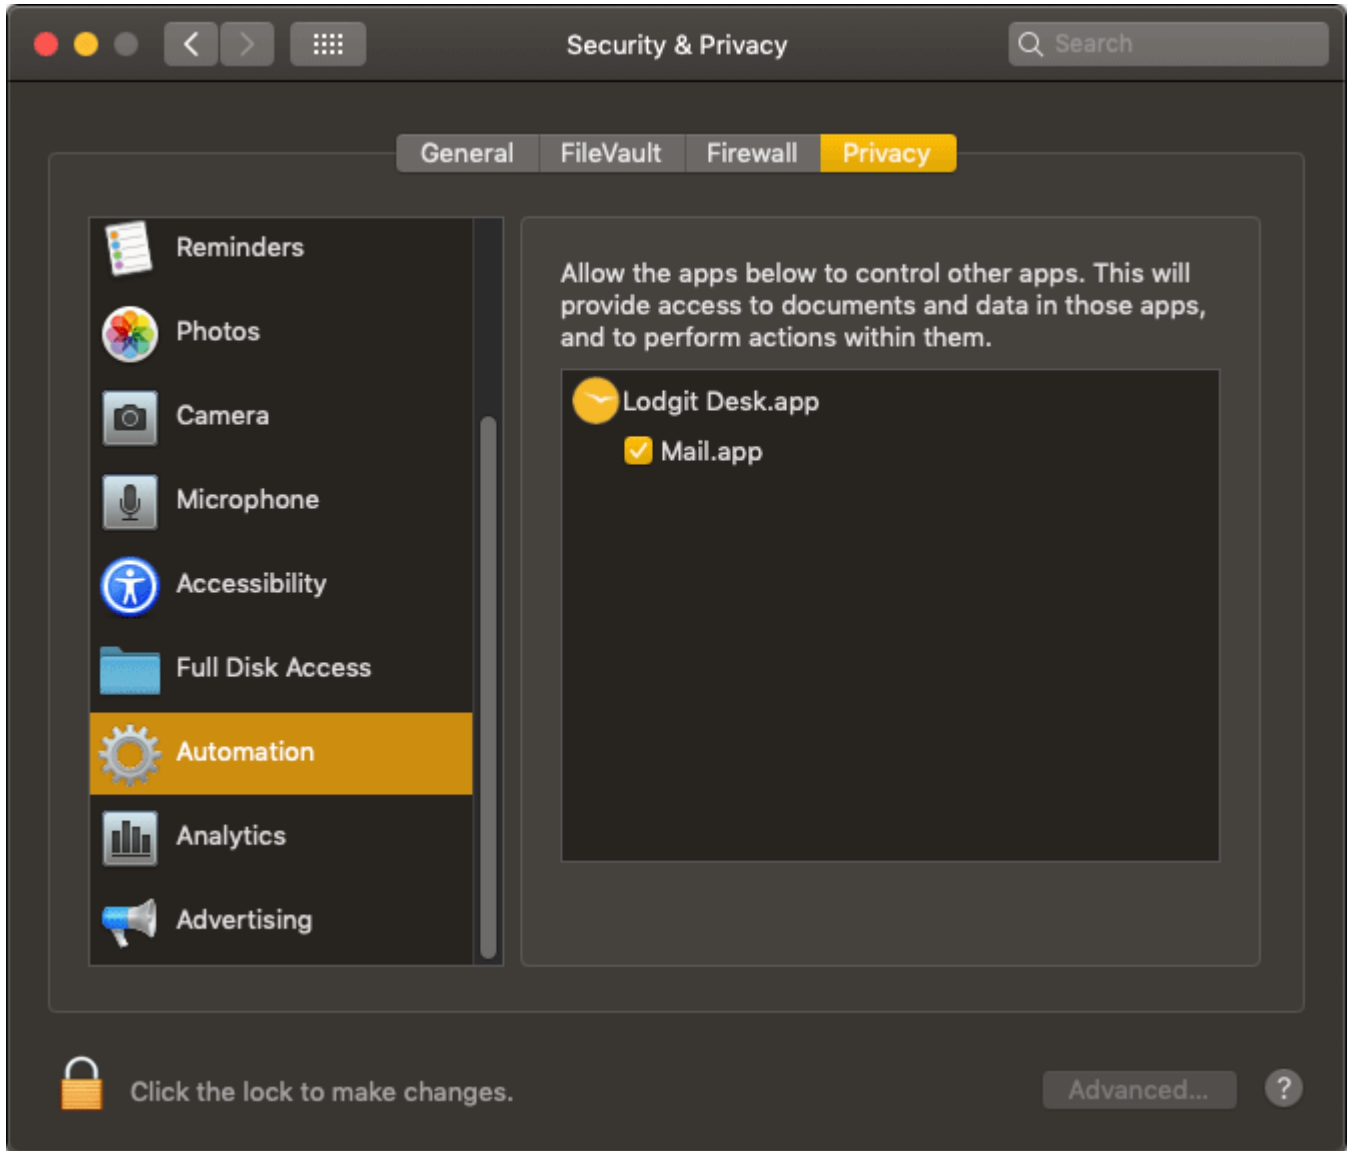 Security & Privacy
Search
General
FileVault
Firewall
Privacy
Reminders
Photos
Camera
Microphone
Accessibility
Full Disk Access
Automation
Analytics
Advertising
Allow the apps below to control other apps. This will
provide access to documents and data in those apps,
and to perform actions within them.
Lodgit Desk.app
Mail.app
Click the lock to make changes.
Advanced...
?